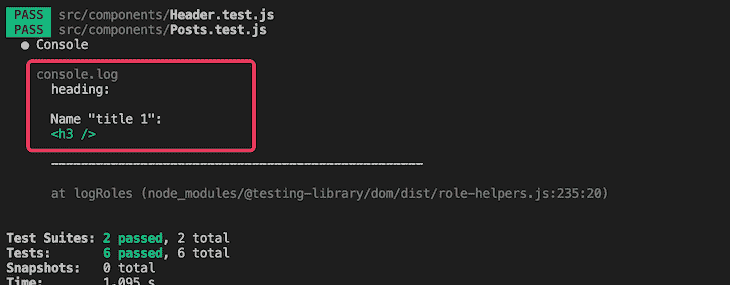 PASS src/components/Header.test.js
PASS src/components/Posts.test.js
● Console
console.log
heading:
Name "title 1":
<h3 />
at logRoles (node_modules/@testing-library/dom/dist/role-helpers.js:235:20)
Test Suites: 2 passed, 2 total
Tests: 6 passed, 6 total
Snapshots: 0 total
Time: 1.095 s